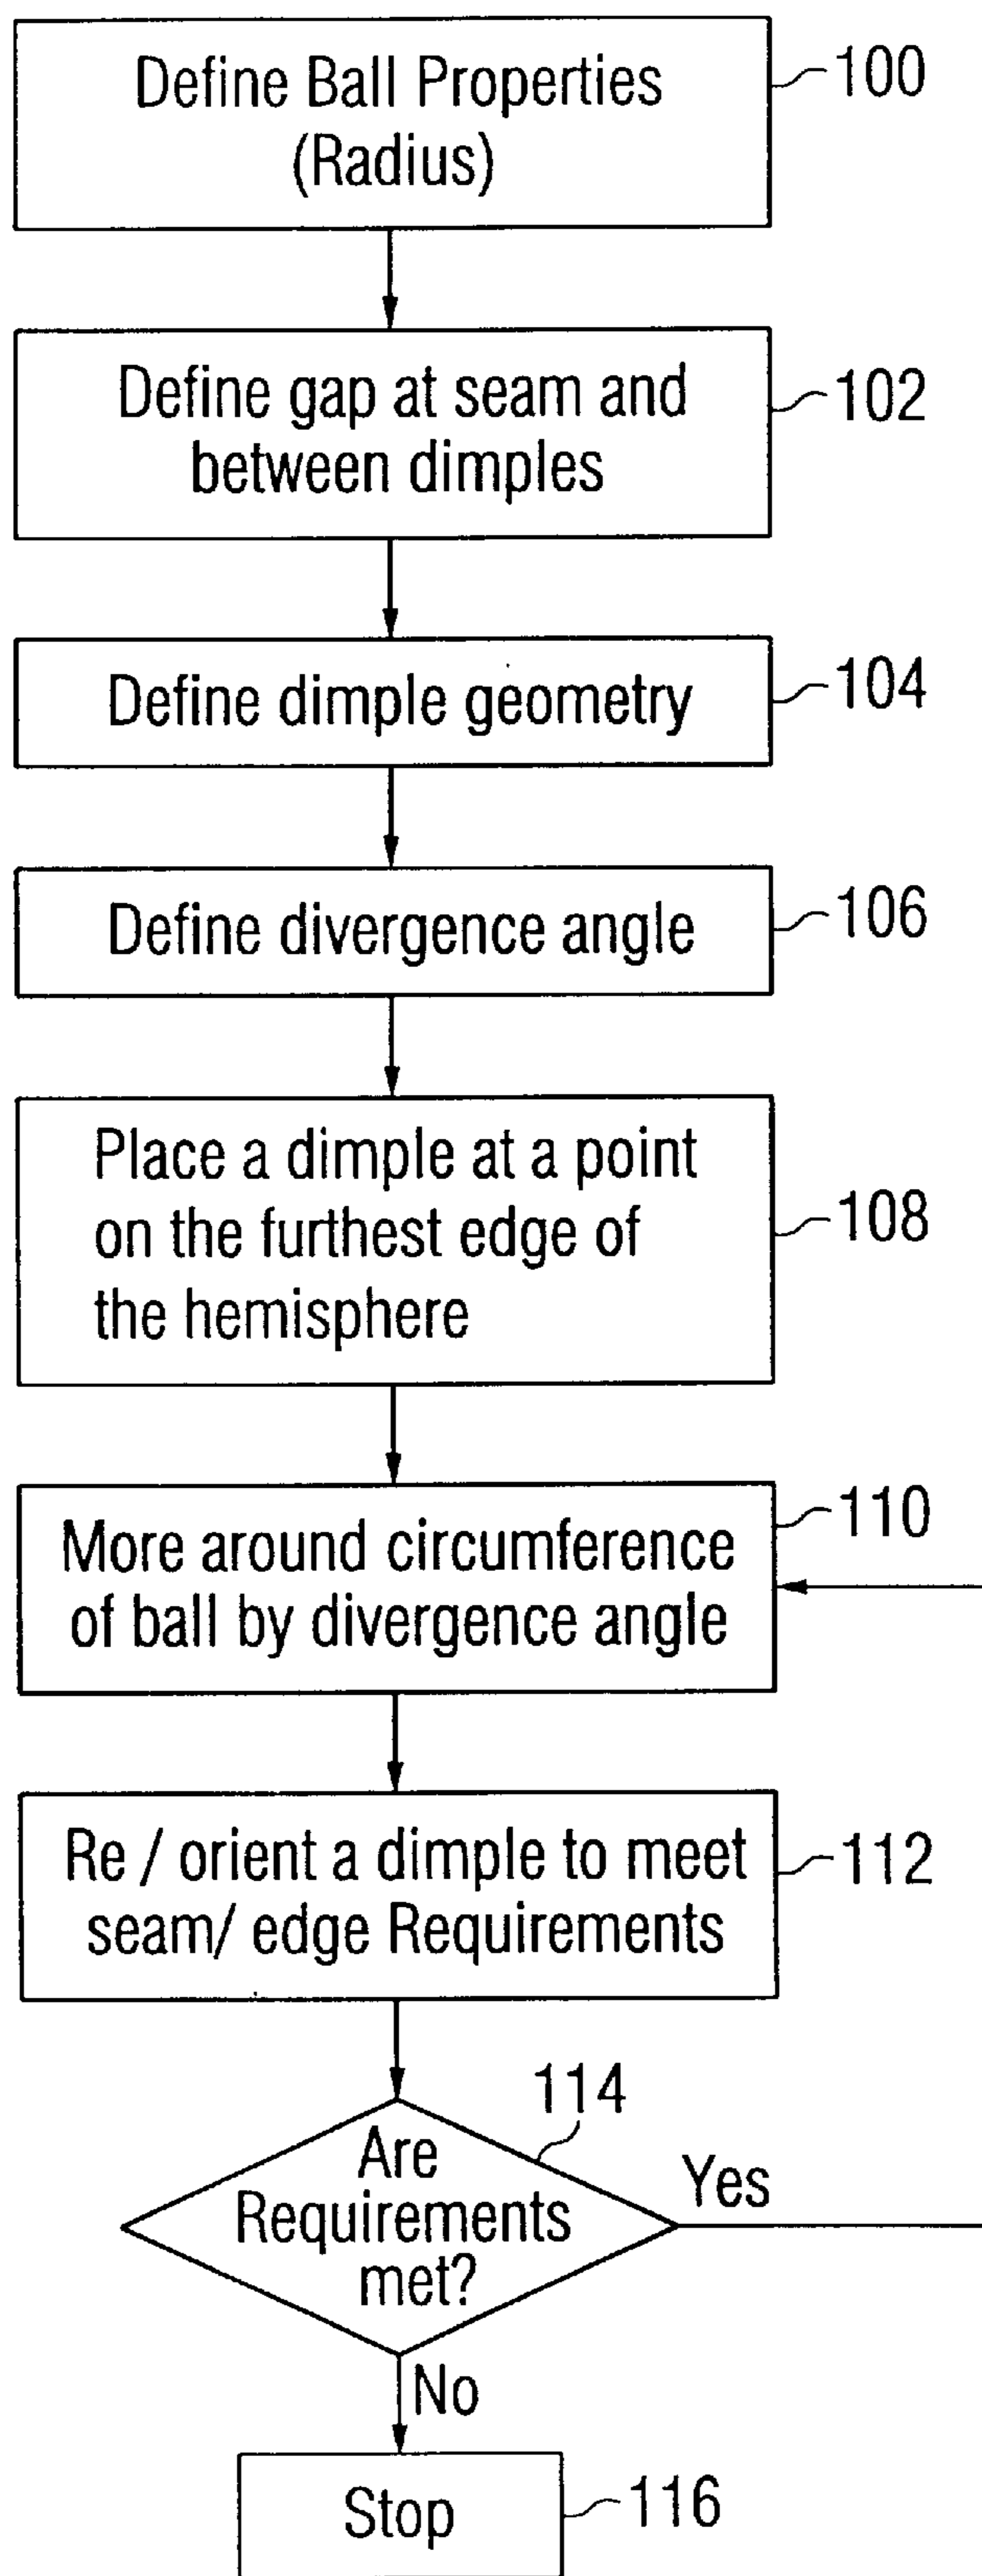 Define Ball Properties
(Radius)
100
Define gap at seam and
between dimples
102
Define dimple geometry
104
Define divergence angle
106
Place a dimple at a point
on the furthest edge of
the hemisphere
108
More around circumference
of ball by divergence angle
110
Re / orient a dimple to meet
seam/ edge Requirements
112
114
Are
Requirements
met?
Yes
No
Stop
116